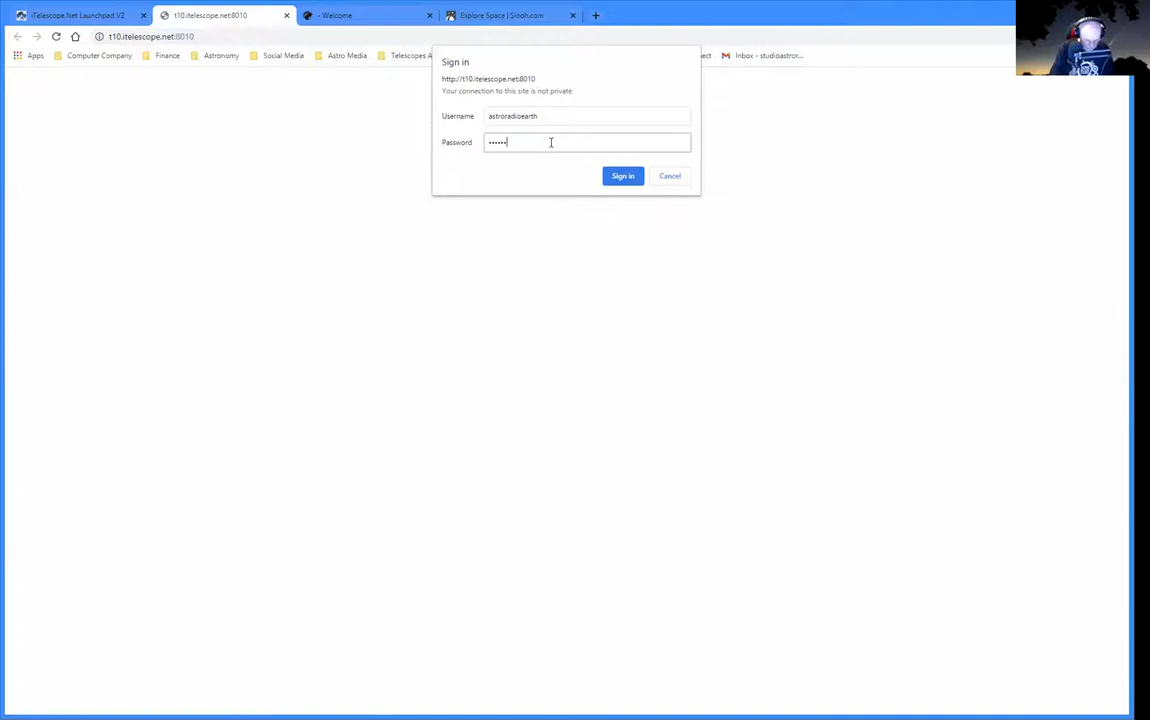 iTelescope Net Launchpad V2
t10.itelescope.net:8010
- Welcome
Explore Space | Slooh.com
t10.itelescope.net:8010
Apps
Computer Company
Finance
Astronomy
Social Media
Astro Media
Telescopes A
ect
Inbox - studioastror...
Sign in
http://t10.itelescope.net:8010
Your connection to this site is not private
Username
astroradioearth
Password
••••••
Sign in
Cancel